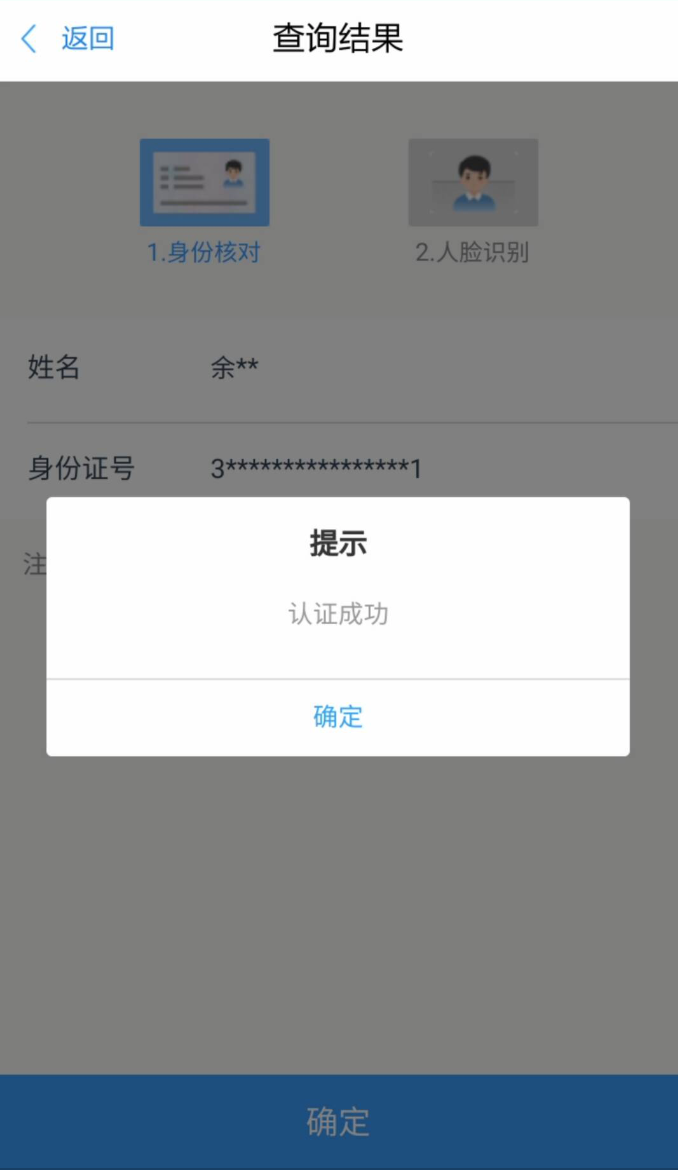 返回
查询结果
1.身份核对
2.人脸识别
姓名 余**
身份证号 3****************1
注
提示
认证成功
确定
确定